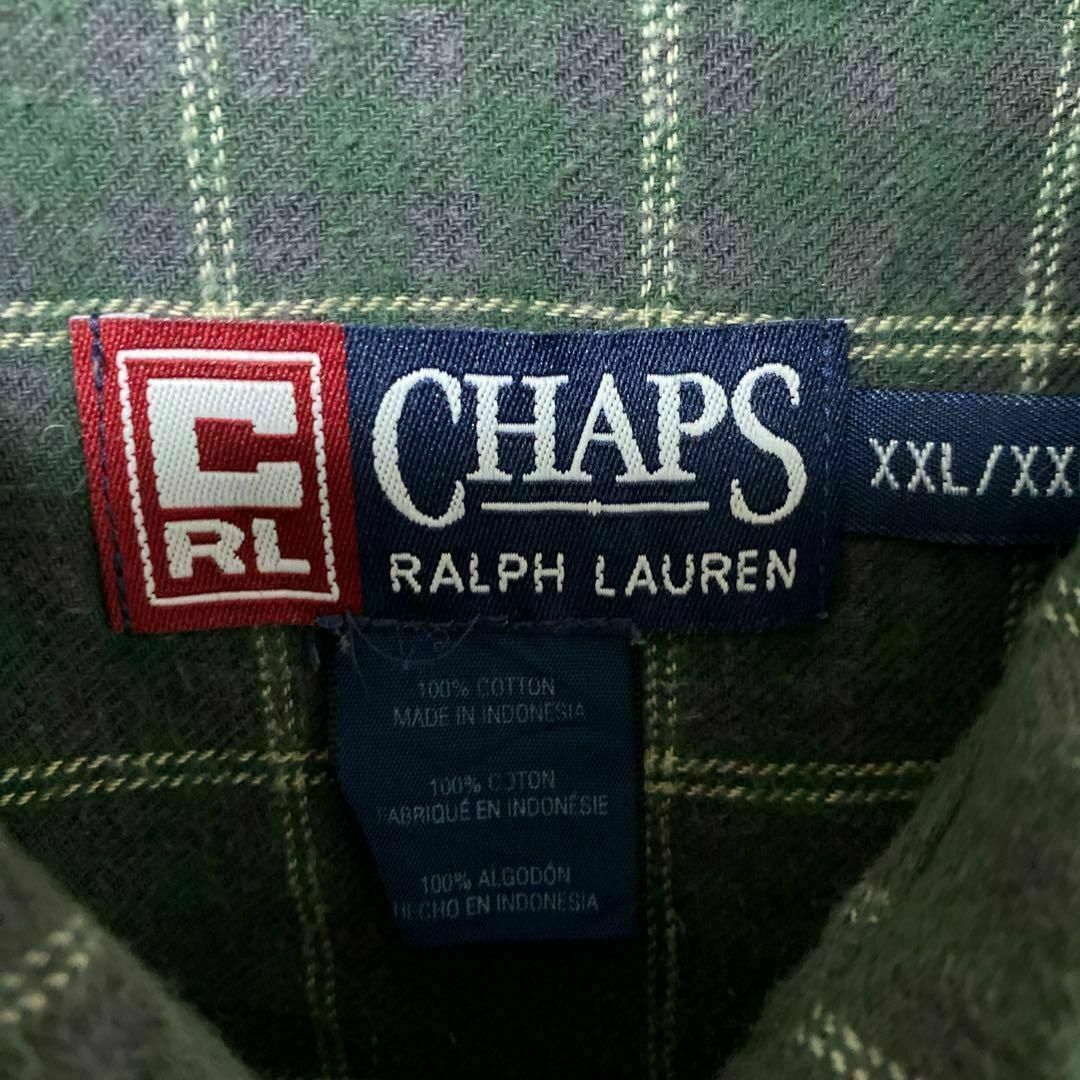 C
RL
CHAPS
RALPH LAUREN
XXL/XX
100% COTTON
MADE IN INDONESIA
100% COTON
FABRIQUÉ EN INDONÉSIE
100% ALGODÓN
HECHO EN INDONESIA